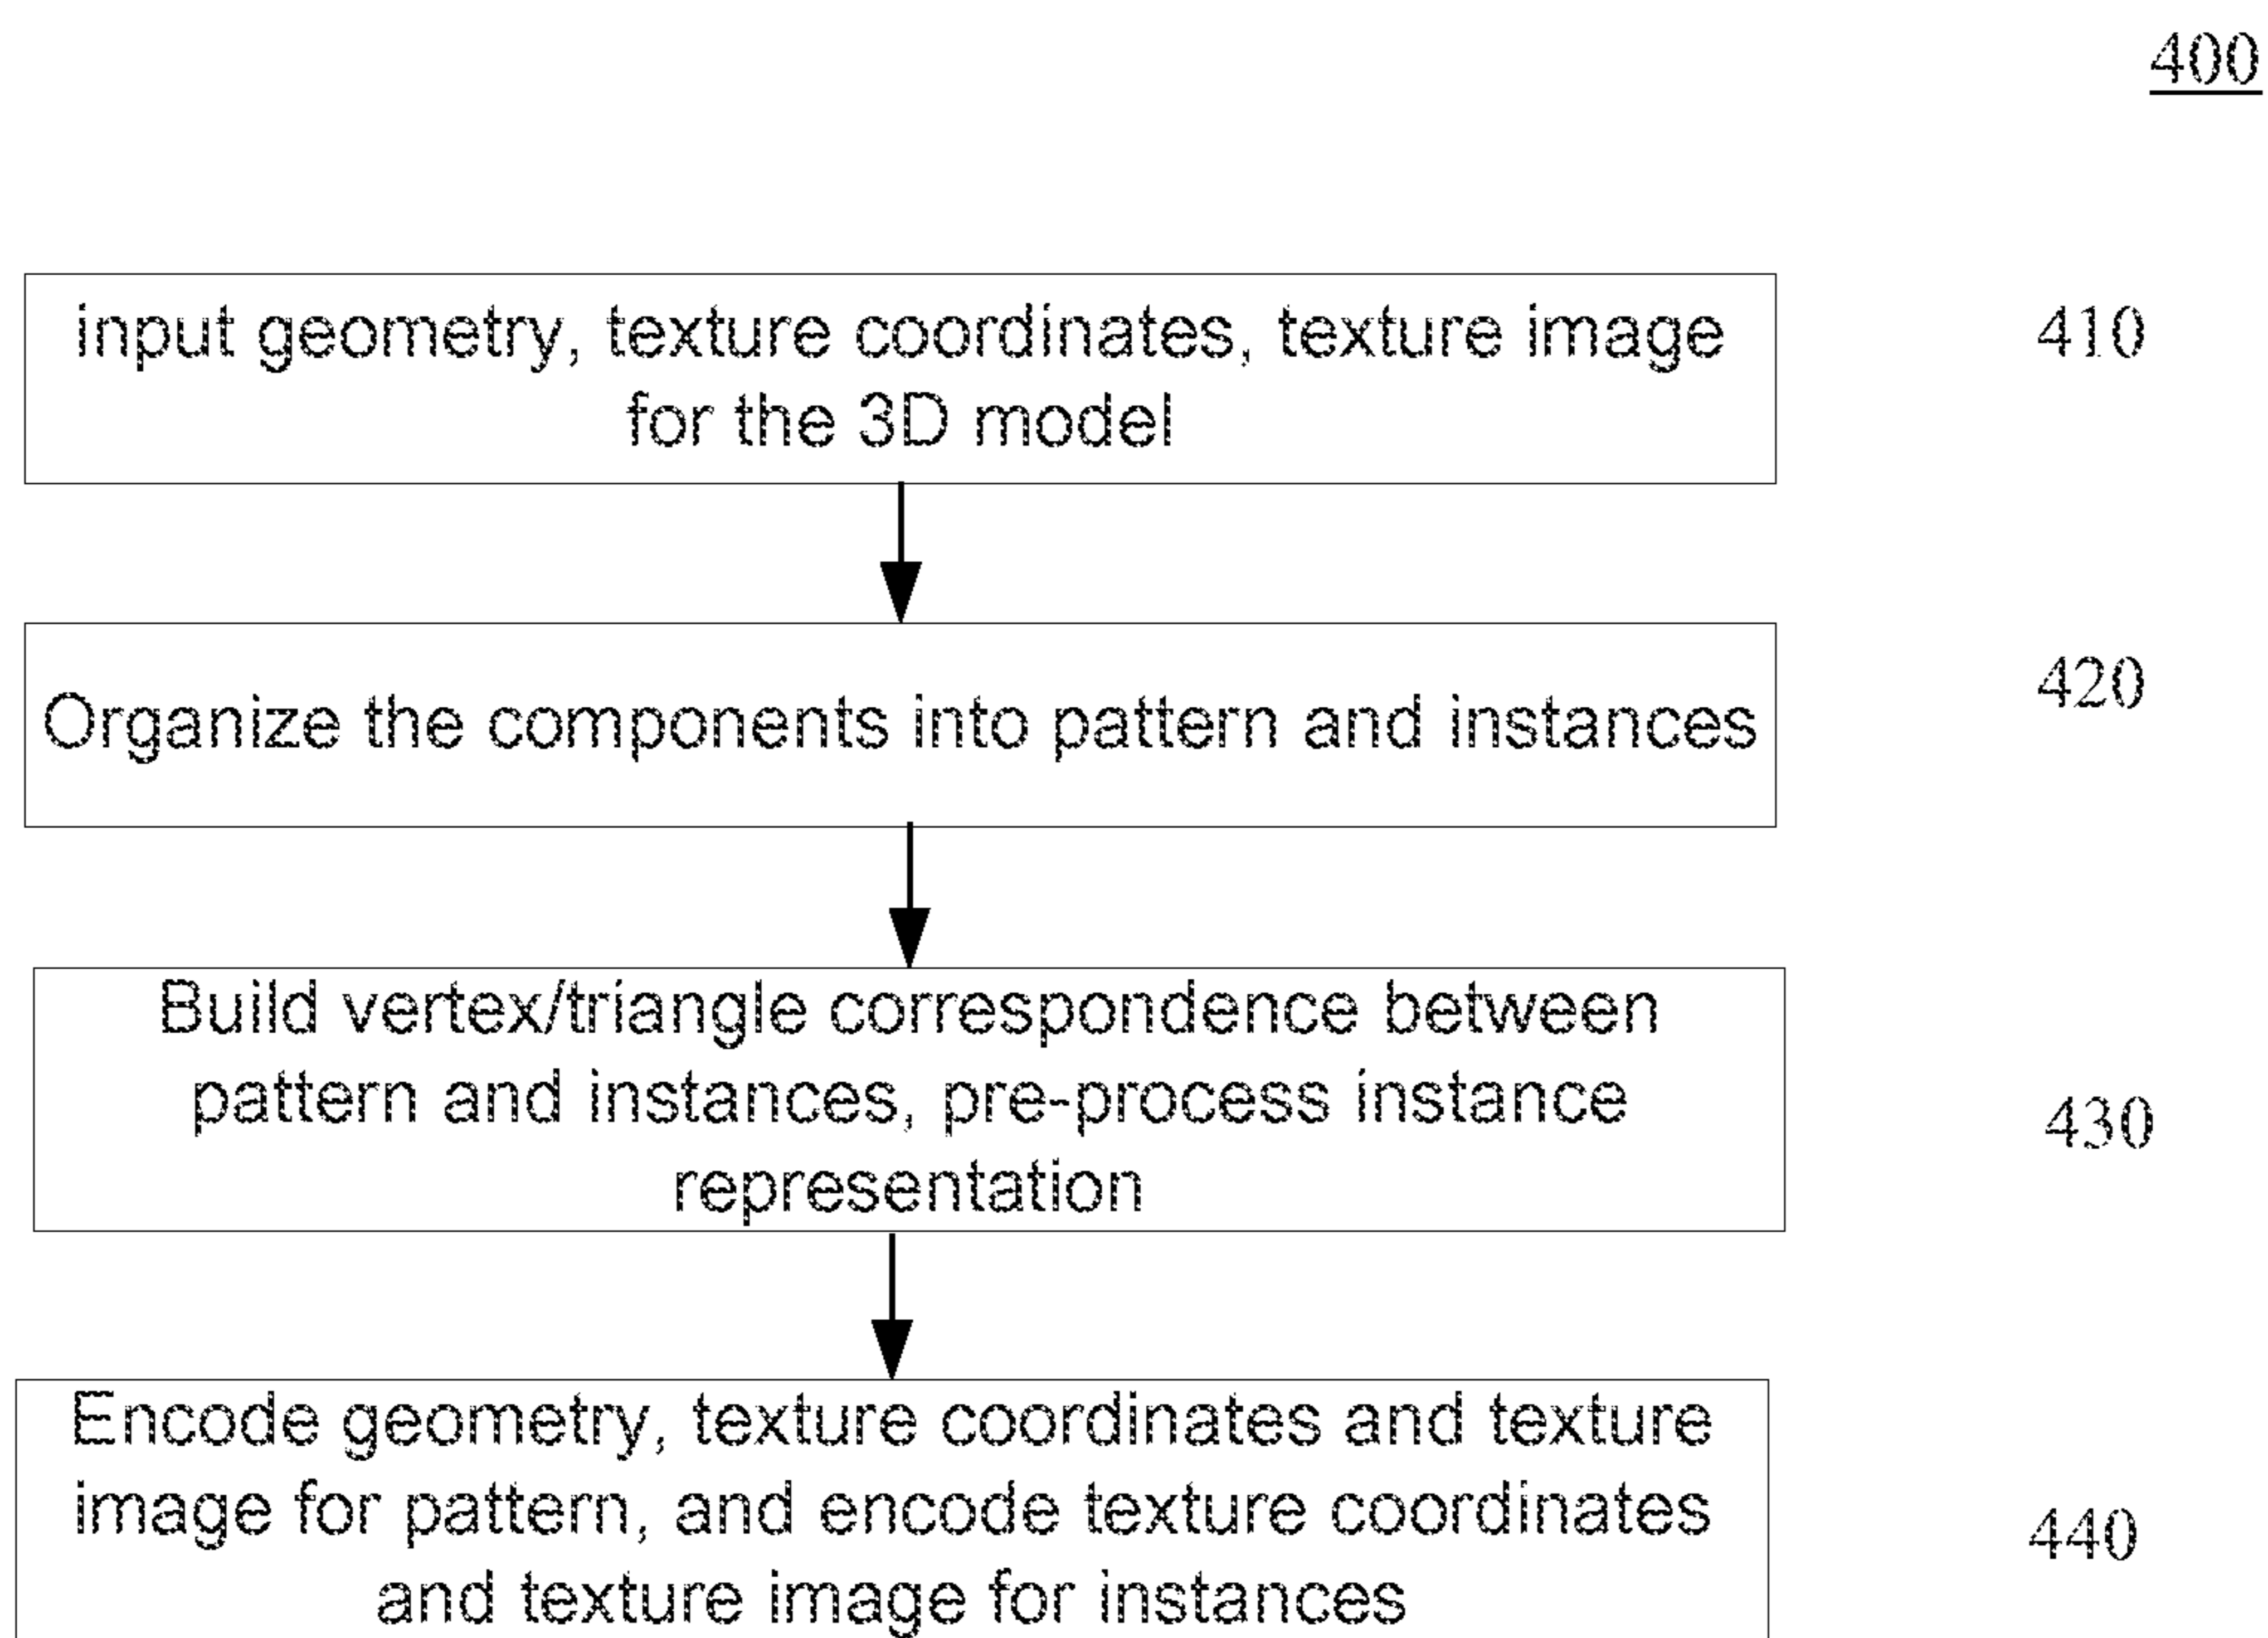 400
input geometry, texture coordinates, texture image
for the 3D model
410
Organize the components into pattern and instances
420
Build vertex/triangle correspondence between
pattern and instances, pre-process instance
representation
430
Encode geometry, texture coordinates and texture
image for pattern, and encode texture coordinates
and texture image for instances
440